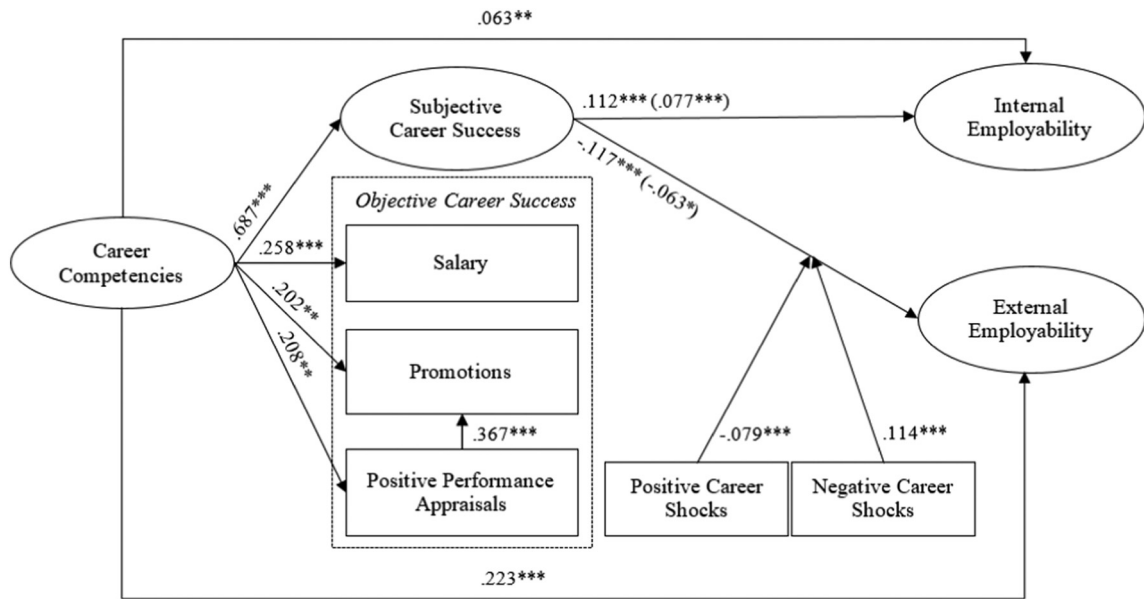 .063**
Subjective
Career Success
.112*** (.077***)
Internal
Employability
-.117*** (-.063*)
.687***
Objective Career Success
Career
Competencies
.258***
Salary
.202**
.208**
External
Employability
Promotions
.367***
-.079***
.114***
Positive Performance
Appraisals
Positive Career
Shocks
Negative Career
Shocks
.223***